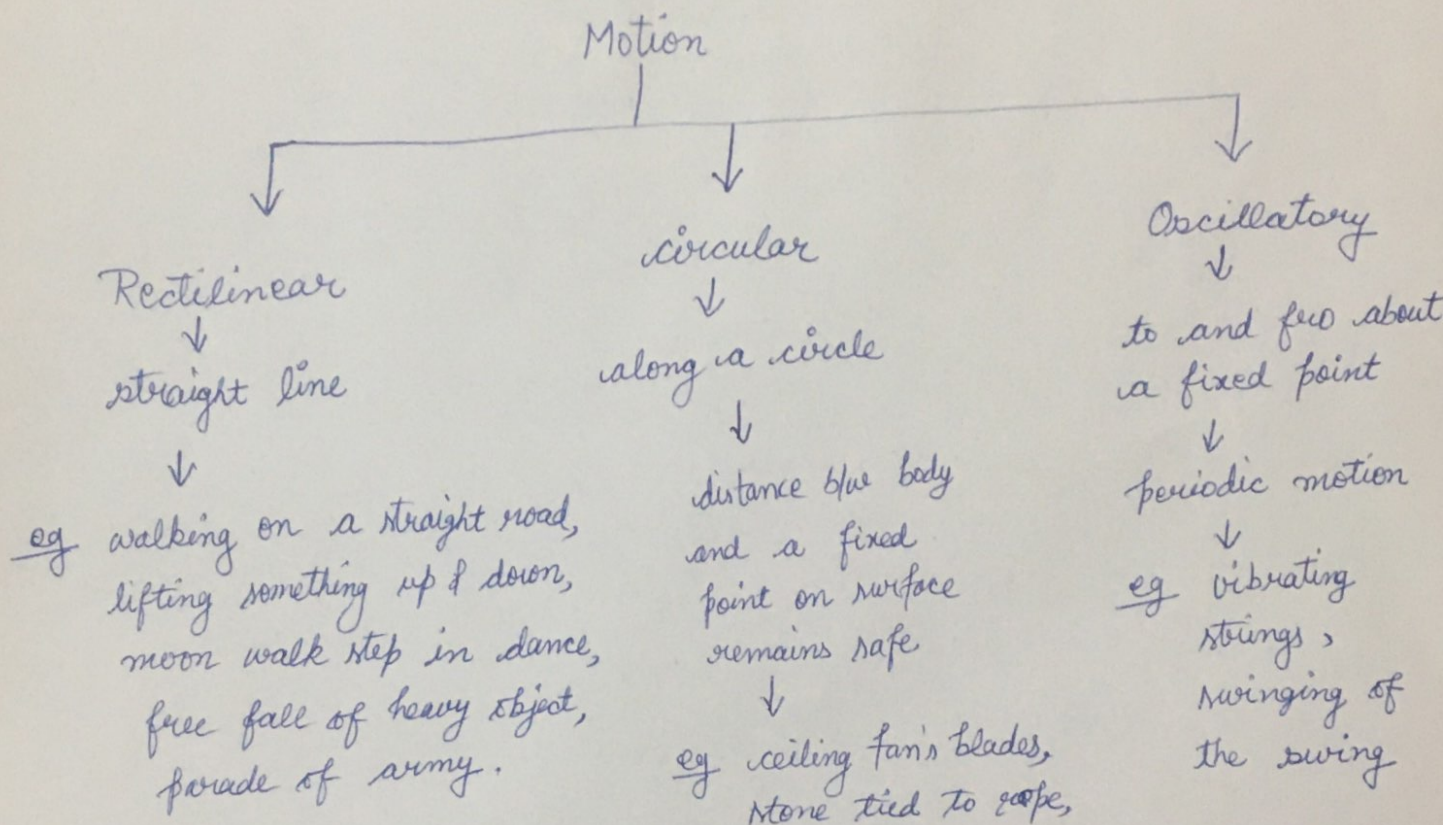 Motion
Rectilinear
straight line
eg walking on a straight road,
lifting something up & down,
moon walk step in dance,
free fall of heavy object,
parade of army.
circular
along a circle
distance b/w body
and a fixed
point on surface
remains safe
eg ceiling fan's blades,
stone tied to rope,
Oscillatory
to and fro about
a fixed point
periodic motion
eg vibrating
strings,
swinging of
the swing